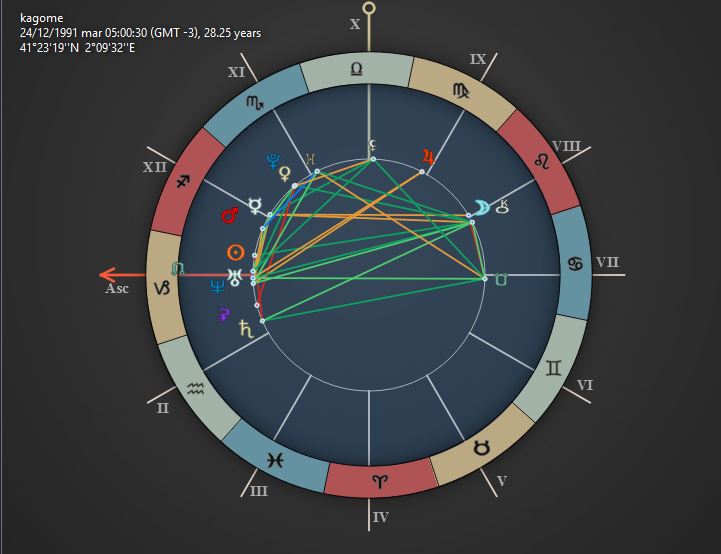 kagome
24/12/1991 mar 05:00:30 (GMT -3), 28.25 years
41°23'19''N  2°09'32''E
X
IX
XI
VIII
XII
VII
Asc
VI
II
III
V
IV